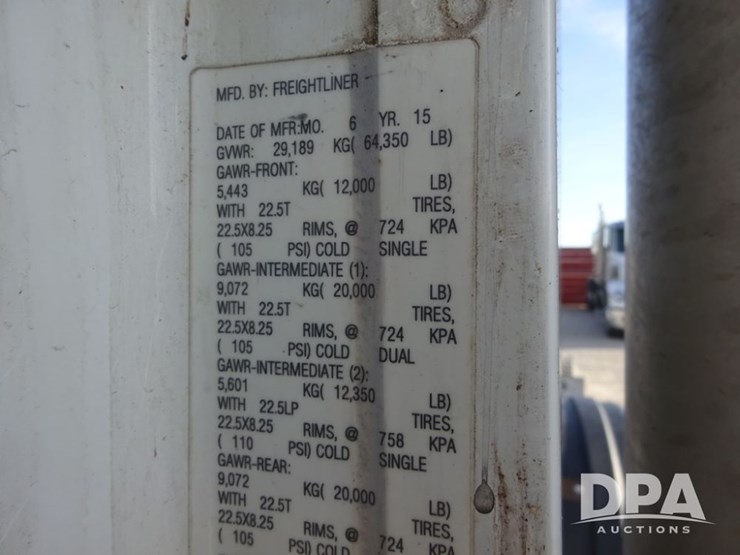 MFD. BY: FREIGHTLINER
DATE OF MFR:MO. 6 YR. 15
GVWR: 29,189 KG( 64,350 LB)
GAWR-FRONT:
5,443 KG( 12,000 LB)
WITH 22.5T TIRES,
22.5X8.25 RIMS, @ 724 KPA
( 105 PSI) COLD SINGLE
GAWR-INTERMEDIATE (1):
9,072 KG( 20,000 LB)
WITH 22.5T TIRES,
22.5X8.25 RIMS, @ 724 KPA
( 105 PSI) COLD DUAL
GAWR-INTERMEDIATE (2):
5,601 KG( 12,350 LB)
WITH 22.5LP TIRES,
22.5X8.25 RIMS, @ 758 KPA
( 110 PSI) COLD SINGLE
GAWR-REAR:
9,072 KG( 20,000 LB)
WITH 22.5T TIRES,
22.5X8.25 RIMS, @ 724 KPA
( 105 PSI) COLD
DPA
AUCTIONS